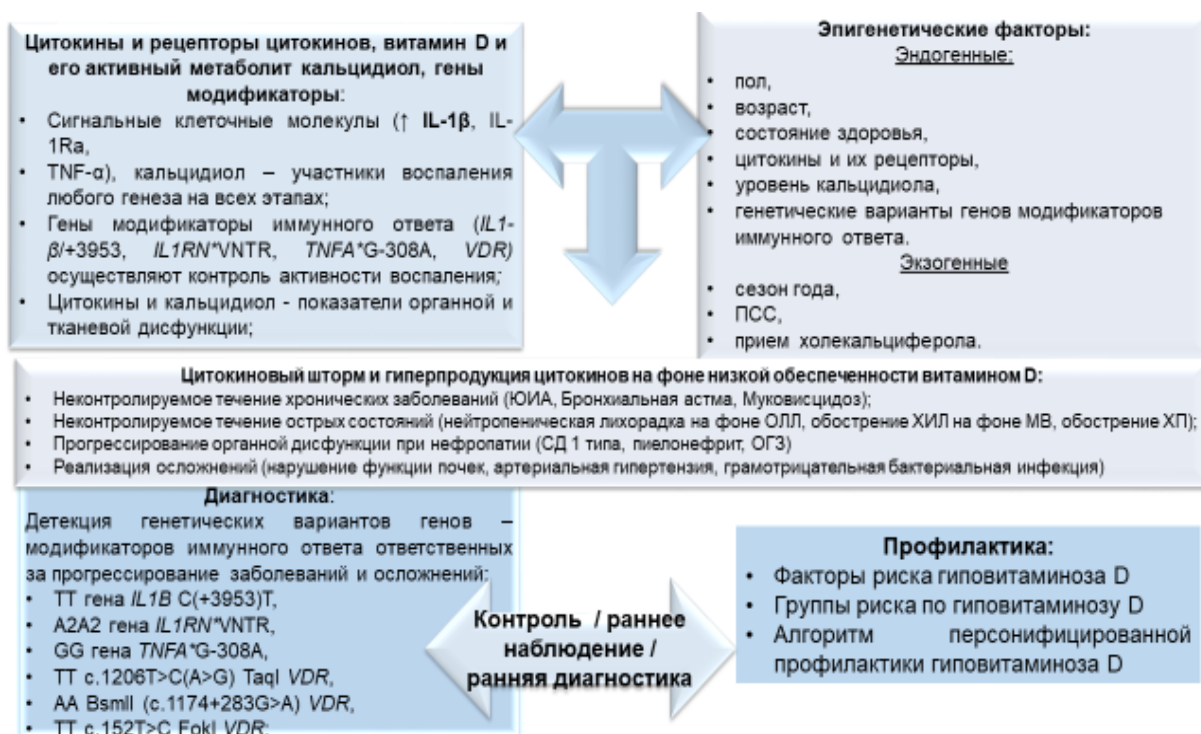 Цитокины и рецепторы цитокинов, витамин D и
его активный метаболит кальцидиол, гены
модификаторы:
• Сигнальные клеточные молекулы (↑ IL-1β, IL-
1Ra,
• TNF-α), кальцидиол – участники воспаления
любого генеза на всех этапах;
• Гены модификаторы иммунного ответа (IL1-
β/+3953, IL1RN*VNTR, TNFA*G-308A, VDR)
осуществляют контроль активности воспаления;
• Цитокины и кальцидиол - показатели органной и
тканевой дисфункции;
Эпигенетические факторы:
Эндогенные:
• пол,
• возраст,
• состояние здоровья,
• цитокины и их рецепторы,
• уровень кальцидиола,
• генетические варианты генов модификаторов
иммунного ответа.
Экзогенные
• сезон года,
• ПСС,
• прием холекальциферола.
Цитокиновый шторм и гиперпродукция цитокинов на фоне низкой обеспеченности витамином D:
• Неконтролируемое течение хронических заболеваний (ЮИА, Бронхиальная астма, Муковисцидоз);
• Неконтролируемое течение острых состояний (нейтропеническая лихорадка на фоне ОЛЛ, обострение ХИЛ на фоне МВ, обострение ХП);
• Прогрессирование органной дисфункции при нефропатии (СД 1 типа, пиелонефрит, ОГЗ)
• Реализация осложнений (нарушение функции почек, артериальная гипертензия, грамотрицательная бактериальная инфекция)
Диагностика:
Детекция генетических вариантов генов –
модификаторов иммунного ответа ответственных
за прогрессирование заболеваний и осложнений:
• TT гена IL1B C(+3953)T,
• A2A2 гена IL1RN*VNTR,
• GG гена TNFA*G-308A,
• TT c.1206T>C(A>G) TaqI VDR,
• AA BsmII (c.1174+283G>A) VDR,
• TT c.152T>C FokI VDR;
Контроль / раннее
наблюдение /
ранняя диагностика
Профилактика:
• Факторы риска гиповитаминоза D
• Группы риска по гиповитаминозу D
• Алгоритм персонифицированной
профилактики гиповитаминоза D